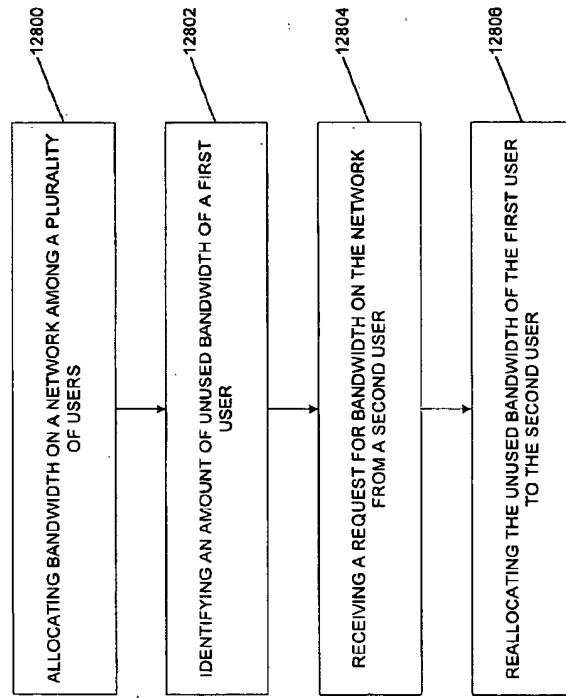 12800
ALLOCATING BANDWIDTH ON A NETWORK AMONG A PLURALITY
OF USERS
12802
IDENTIFYING AN AMOUNT OF UNUSED BANDWIDTH OF A FIRST
USER
12804
RECEIVING A REQUEST FOR BANDWIDTH ON THE NETWORK
FROM A SECOND USER
12806
REALLOCATING THE UNUSED BANDWIDTH OF THE FIRST USER
TO THE SECOND USER